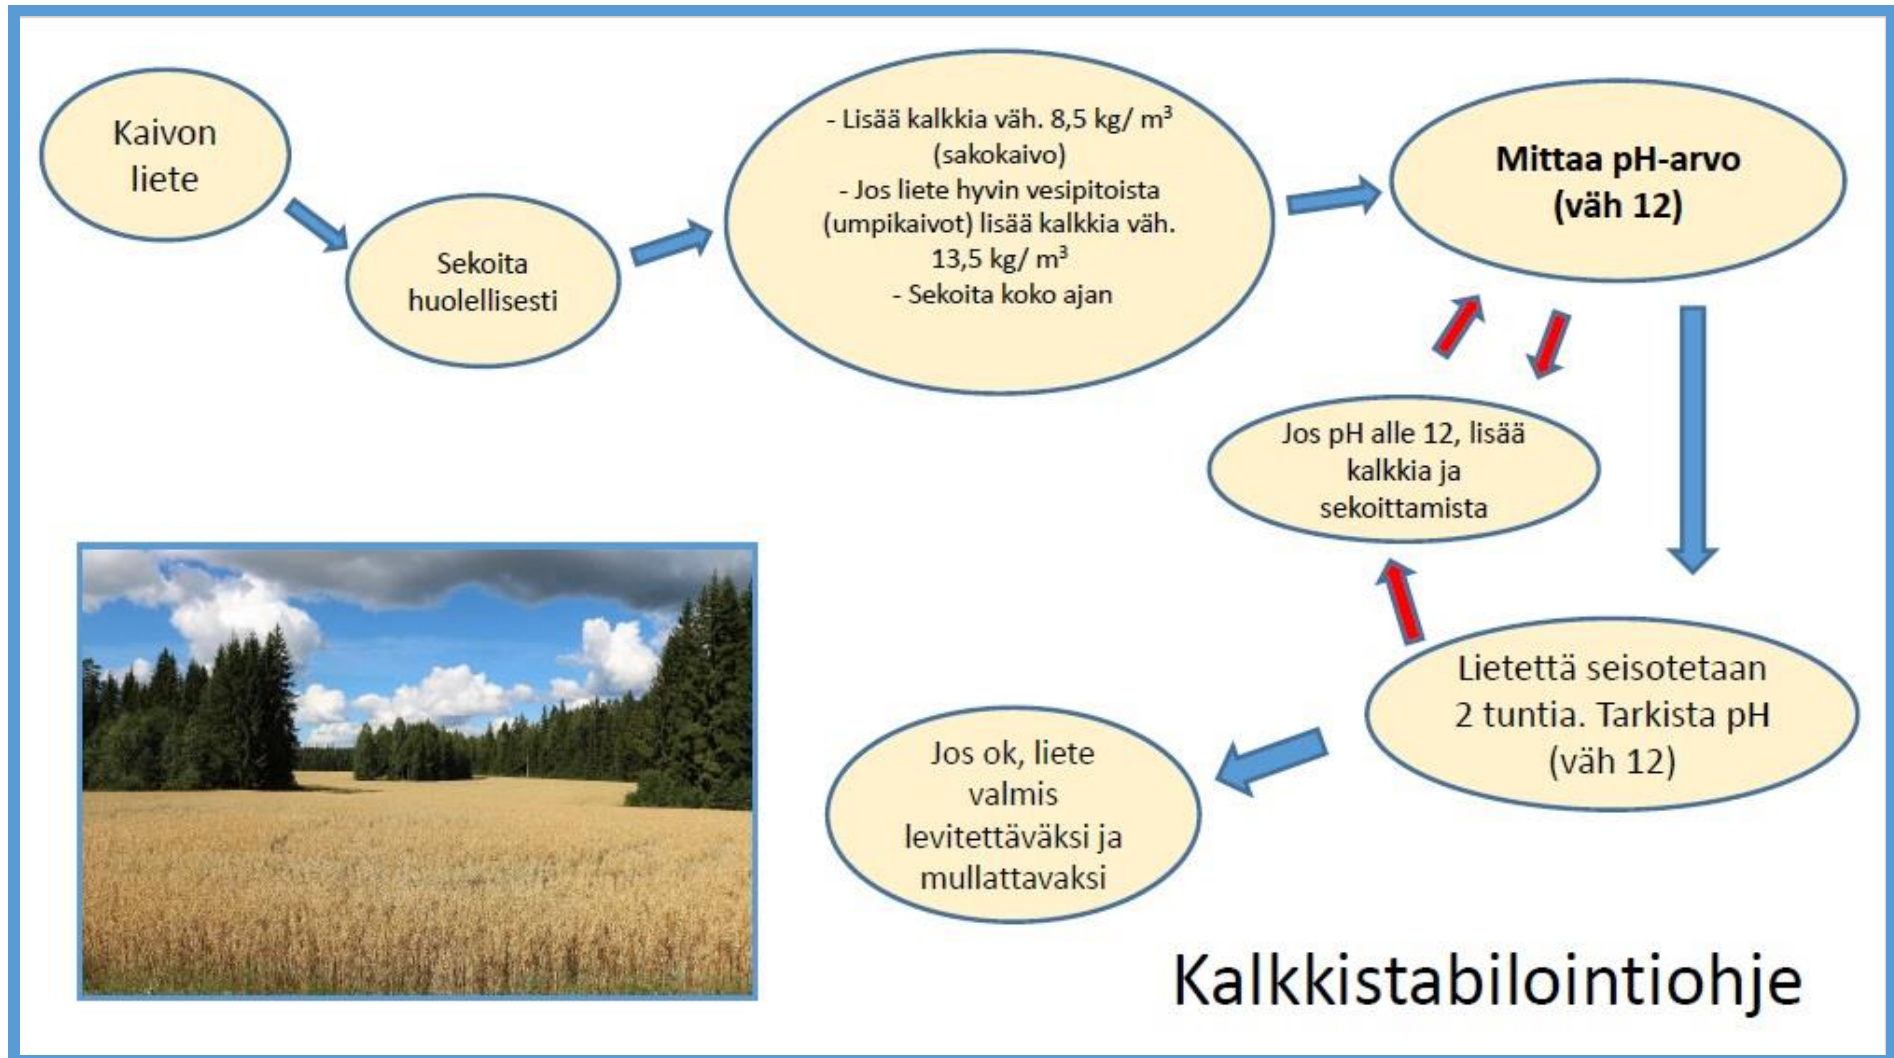 Kaivon
liete
Sekoita
huolellisesti
- Lisää kalkkia väh. 8,5 kg/ m³
(sakokaivo)
- Jos liete hyvin vesipitoista
(umpikaivot) lisää kalkkia väh.
13,5 kg/ m³
- Sekoita koko ajan
Mittaa pH-arvo
(väh 12)
Jos pH alle 12, lisää
kalkkia ja
sekoittamista
Lietettä seisotetaan
2 tuntia. Tarkista pH
(väh 12)
Jos ok, liete
valmis
levitettäväksi ja
mullattavaksi
Kalkkistabilointiohje